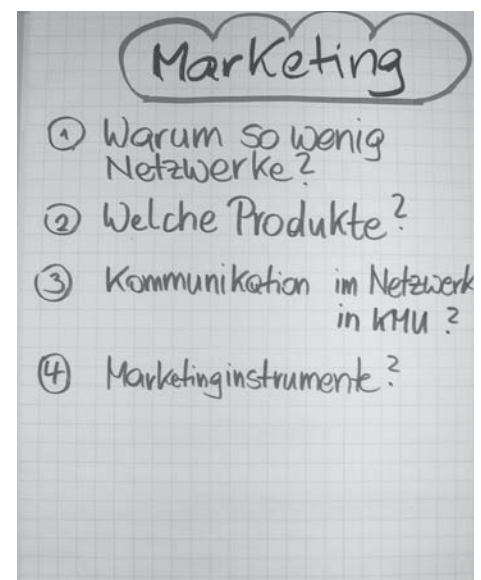 Marketing
① Warum so wenig
Netzwerke?
② Welche Produkte?
③ Kommunikation im Netzwerk
in KMU ?
④ Marketinginstrumente?